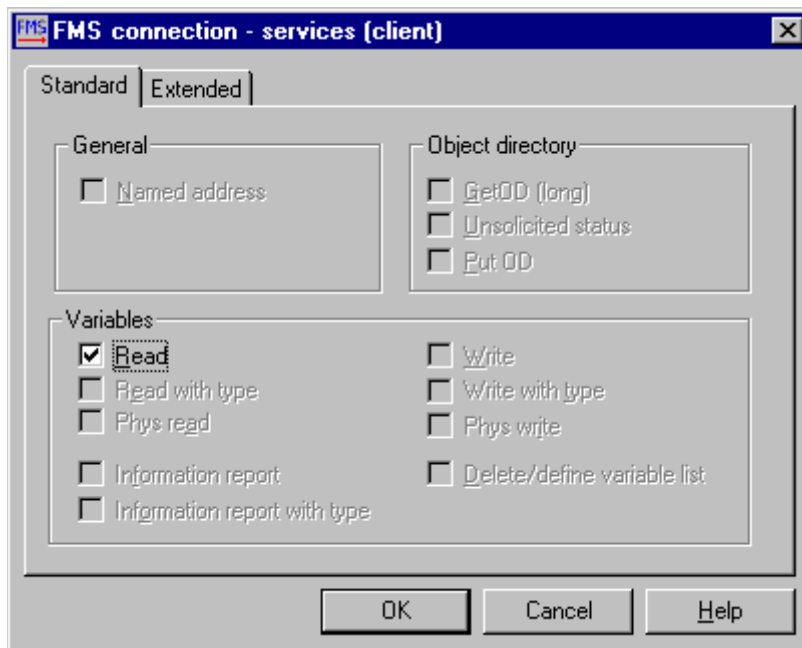 FMS FMS connection - services (client)
Standard Extended
General
Named address
Object directory
GetOD (long)
Unsolicited status
Put OD
Variables
Read
Read with type
Phys read
Information report
Information report with type
Write
Write with type
Phys write
Delete/define variable list
OK Cancel Help